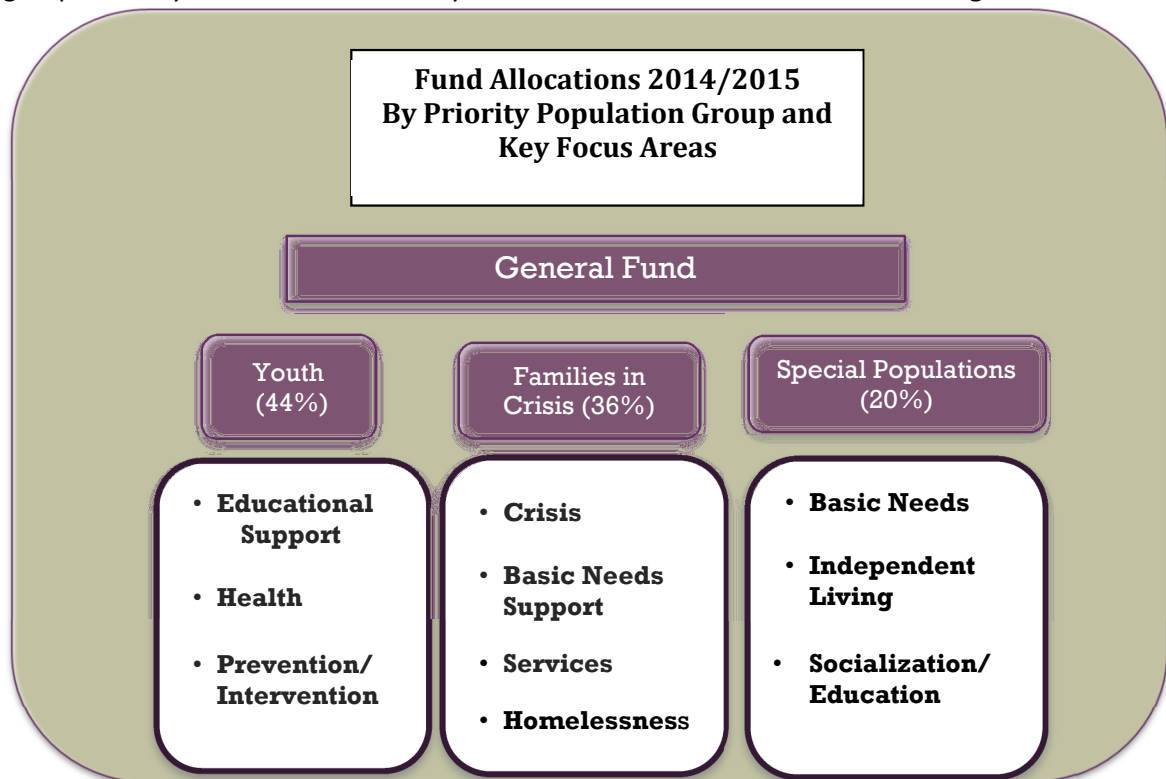 Fund Allocations 2014/2015
By Priority Population Group and
Key Focus Areas
General Fund
Youth
(44%)
Families in
Crisis (36%)
Special Populations
(20%)
• Educational
Support
• Health
• Prevention/
Intervention
• Crisis
• Basic Needs
Support
• Services
• Homelessness
• Basic Needs
• Independent
Living
• Socialization/
Education